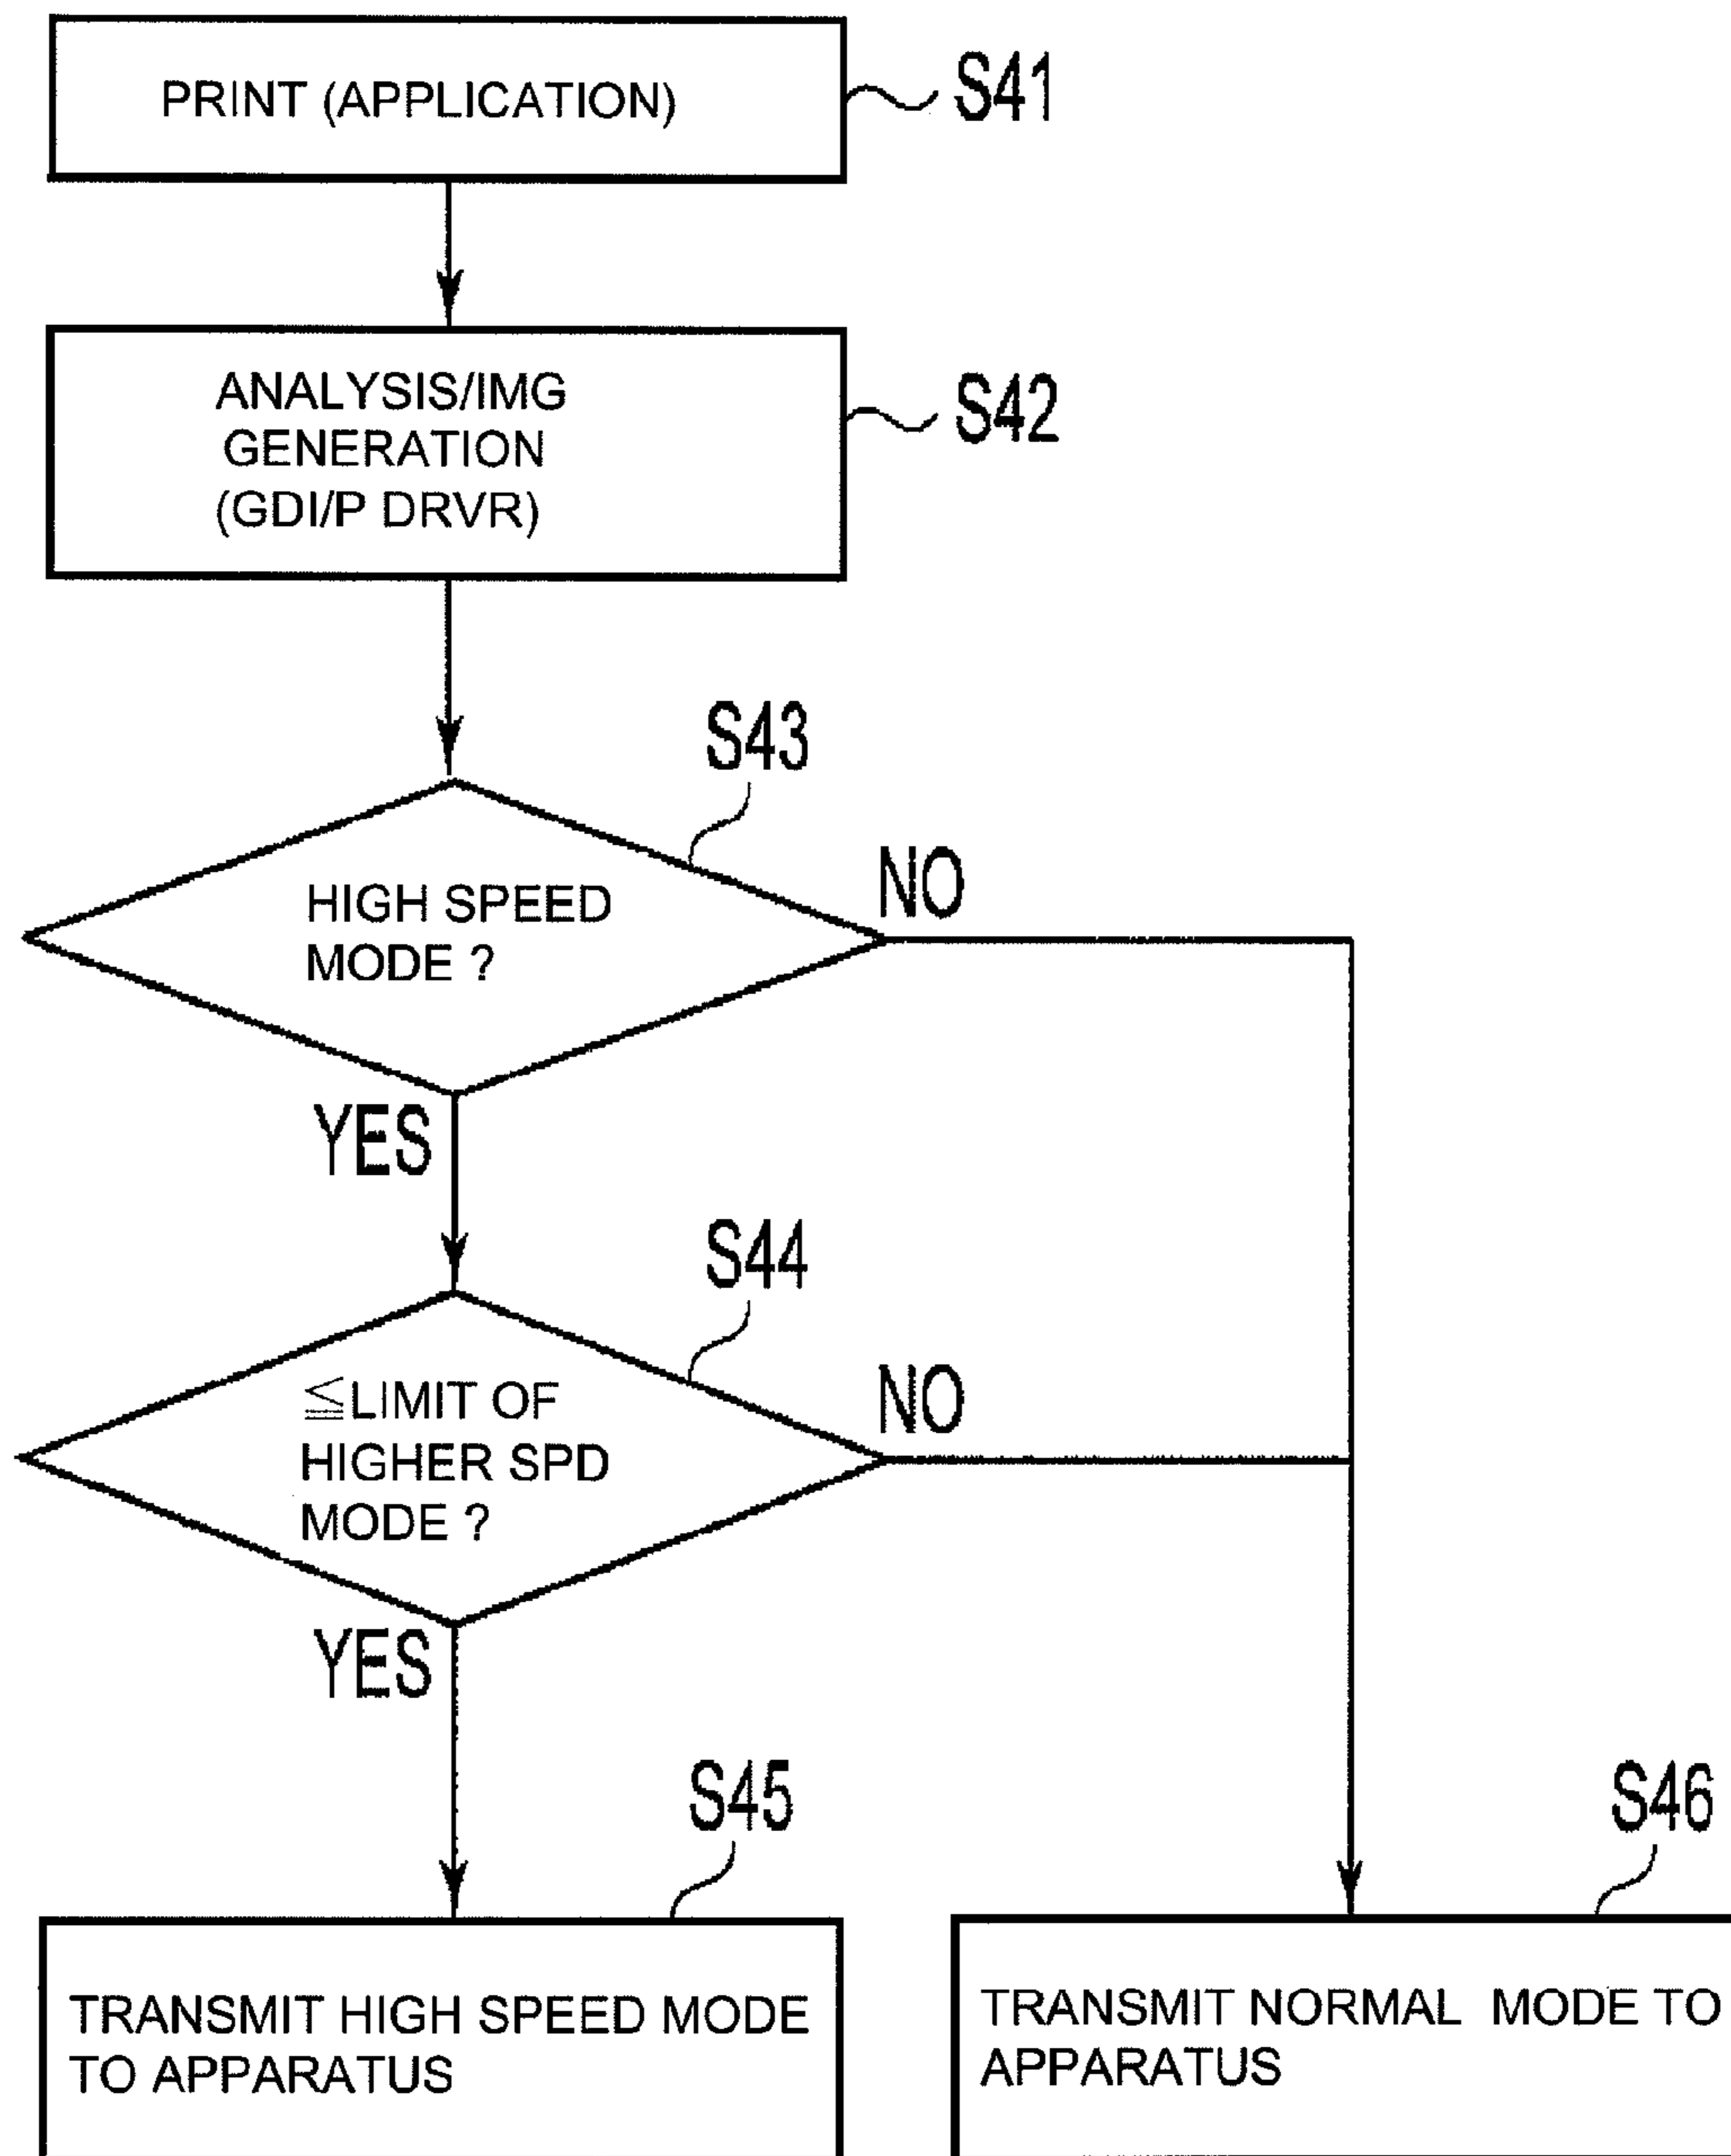 PRINT (APPLICATION)
S41
ANALYSIS/IMG
GENERATION
(GDI/P DRVR)
S42
S43
HIGH SPEED
MODE ?
NO
YES
S44
≦LIMIT OF
HIGHER SPD
MODE ?
NO
YES
S45
TRANSMIT HIGH SPEED MODE
TO APPARATUS
S46
TRANSMIT NORMAL MODE TO
APPARATUS